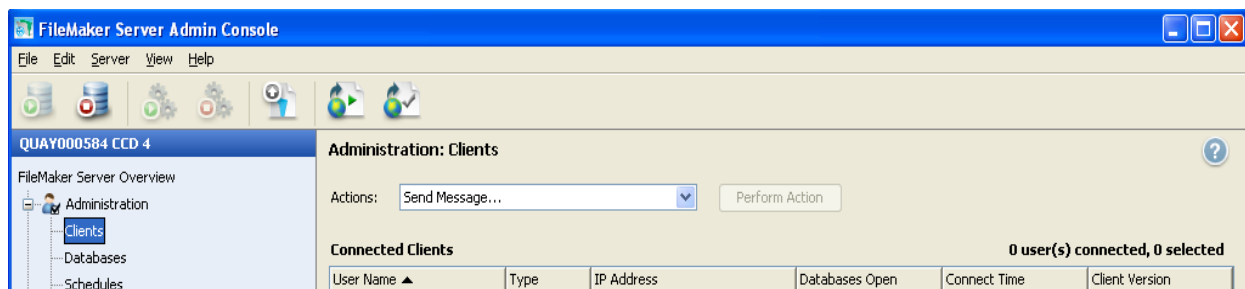 FileMaker Server Admin Console
File Edit Server View Help
QUAY000584 CCD 4
FileMaker Server Overview
Administration
Clients
Databases
Schedules
Administration: Clients
Actions: Send Message... Perform Action
Connected Clients 0 user(s) connected, 0 selected
User Name Type IP Address Databases Open Connect Time Client Version